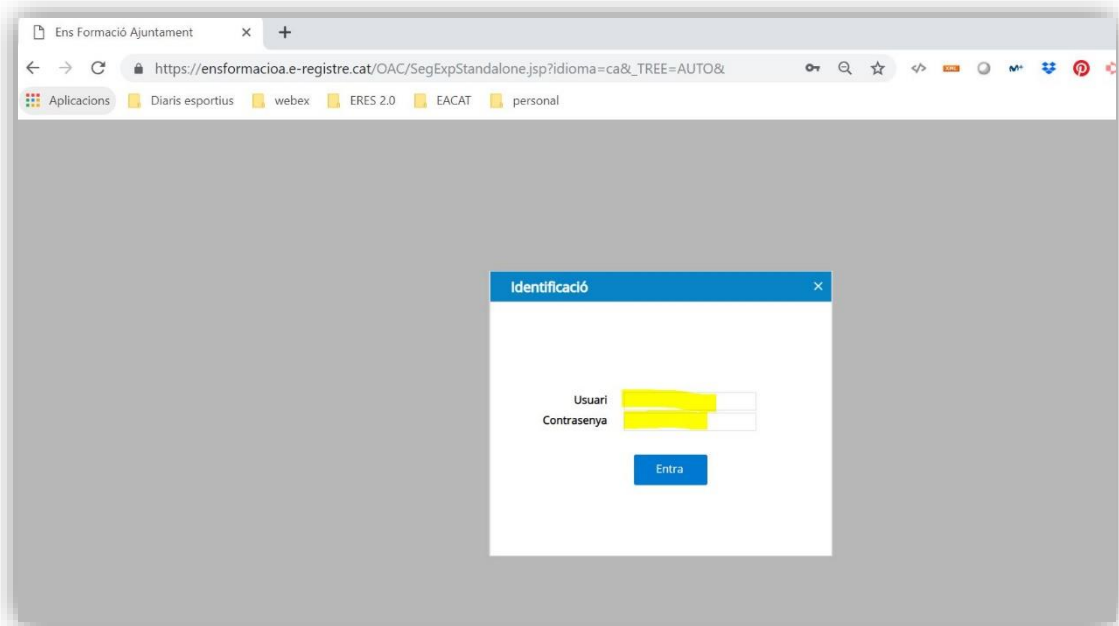 Ens Formació Ajuntament
https://ensformacioa.e-registre.cat/OAC/SegExpStandalone.jsp?idioma=ca&_TREE=AUTO&
Aplicacions Diaris esportius webex ERES 2.0 EACAT personal
Identificació
Usuari
Contrasenya
Entra